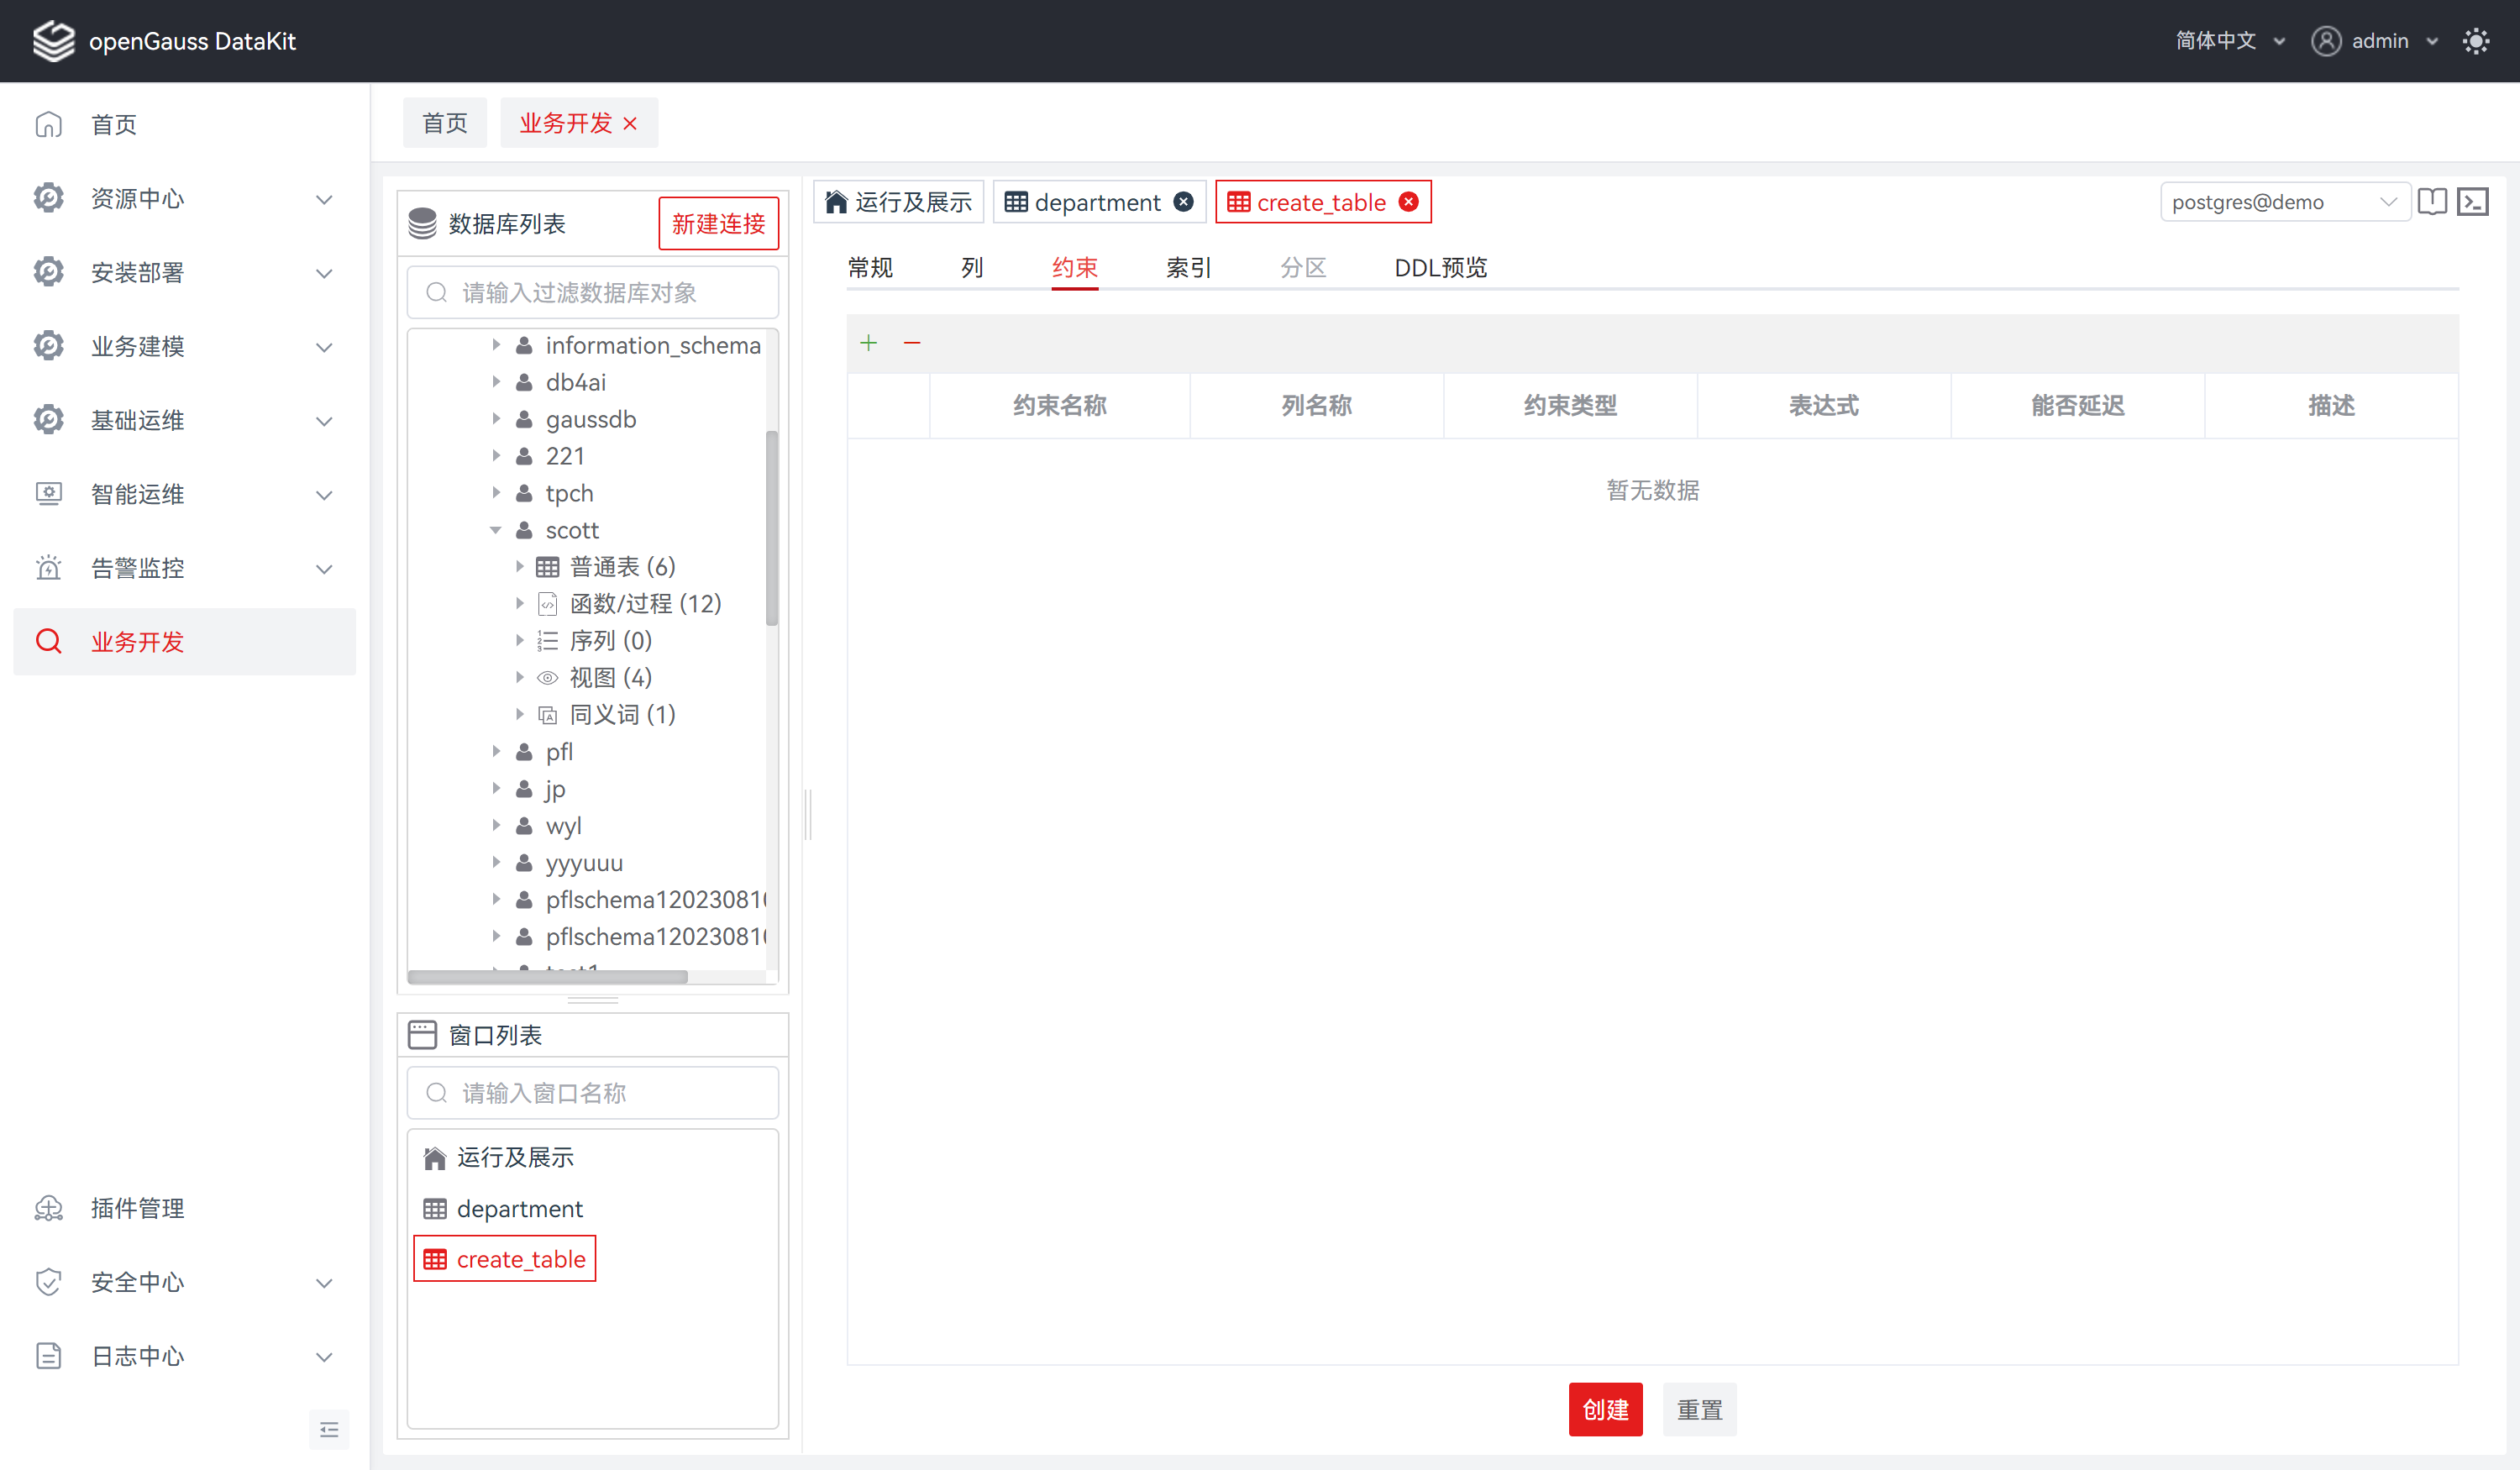 openGauss DataKit
简体中文
admin
首页
资源中心
安装部署
业务建模
基础运维
智能运维
告警监控
业务开发
插件管理
安全中心
日志中心
首页
业务开发
数据库列表
新建连接
请输入过滤数据库对象
information_schema
db4ai
gaussdb
221
tpch
scott
普通表 (6)
函数/过程 (12)
序列 (0)
视图 (4)
同义词 (1)
pfl
jp
wyl
yyyuuu
pflschema12023081
pflschema12023081
窗口列表
请输入窗口名称
运行及展示
department
create_table
运行及展示
department
create_table
postgres@demo
常规
列
约束
索引
分区
DDL预览
约束名称
列名称
约束类型
表达式
能否延迟
描述
暂无数据
创建
重置